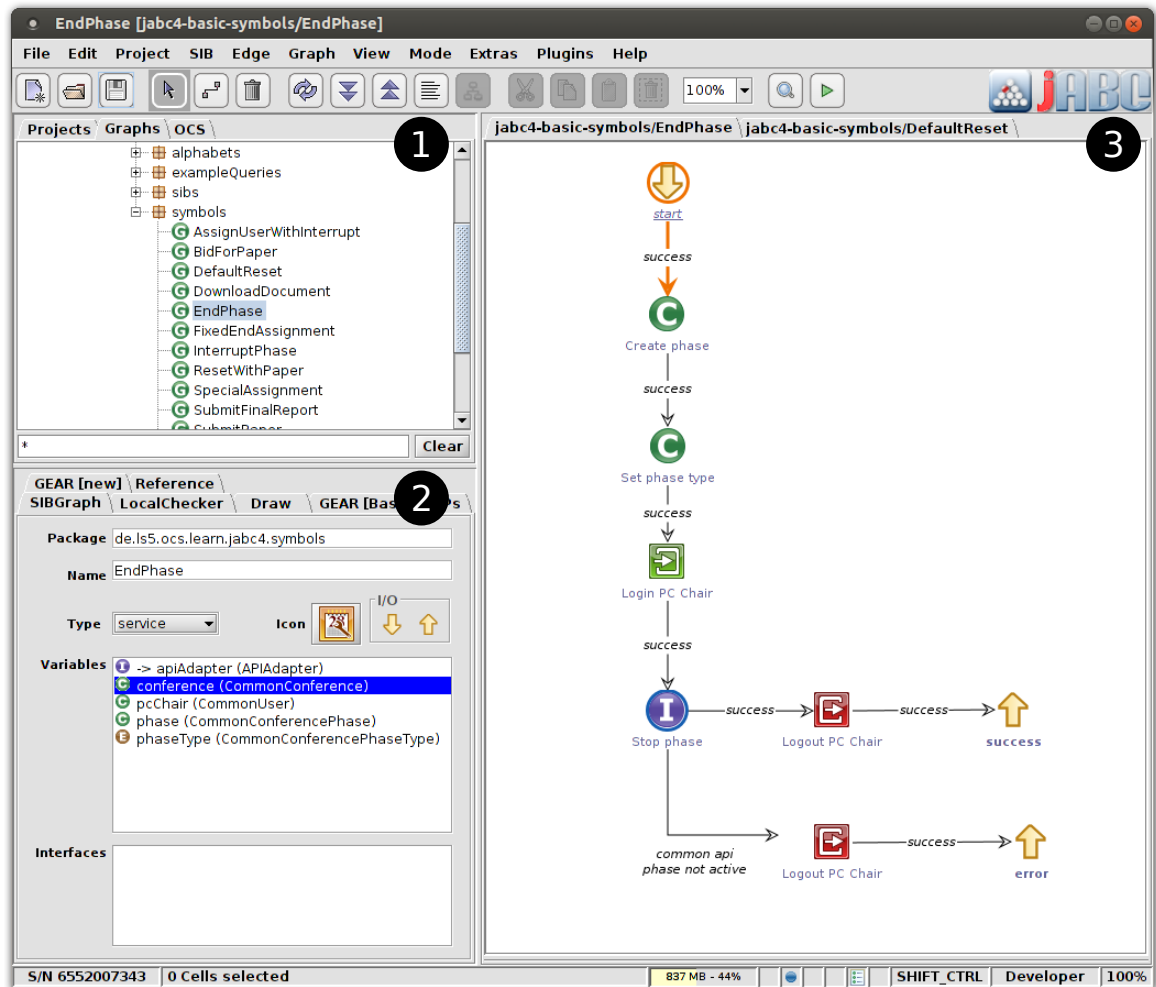 EndPhase [jabc4-basic-symbols/EndPhase]
File Edit Project SIB Edge Graph View Mode Extras Plugins Help
100%
jABC
Projects Graphs OCS
1
alphabets
exampleQueries
sibs
symbols
G AssignUserWithInterrupt
G BidForPaper
G DefaultReset
G DownloadDocument
G EndPhase
G FixedEndAssignment
G InterruptPhase
G ResetWithPaper
G SpecialAssignment
G SubmitFinalReport
G SubmitPaper
*
Clear
GEAR [new] Reference
SIBGraph LocalChecker Draw GEAR [Bas
2
Package de.ls5.ocs.learn.jabc4.symbols
Name EndPhase
Type service Icon 28 I/O
Variables
I -> apiAdapter (APIAdapter)
C conference (CommonConference)
C pcChair (CommonUser)
C phase (CommonConferencePhase)
E phaseType (CommonConferencePhaseType)
Interfaces
jabc4-basic-symbols/EndPhase jabc4-basic-symbols/DefaultReset
3
start
success
C
Create phase
success
C
Set phase type
success
Login PC Chair
success
I
Stop phase
success
Logout PC Chair
success
success
common api
phase not active
Logout PC Chair
success
error
S/N 6552007343 0 Cells selected 837 MB - 44% SHIFT_CTRL Developer 100%